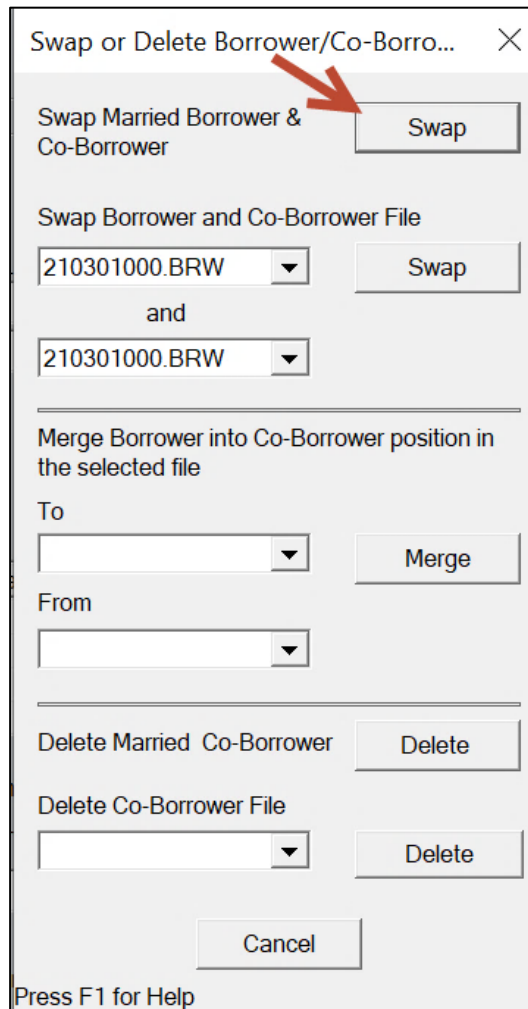 Swap or Delete Borrower/Co-Borro...
Swap Married Borrower &
Co-Borrower
Swap
Swap Borrower and Co-Borrower File
210301000.BRW
Swap
and
210301000.BRW
Merge Borrower into Co-Borrower position in
the selected file
To
Merge
From
Delete Married Co-Borrower
Delete
Delete Co-Borrower File
Delete
Cancel
Press F1 for Help